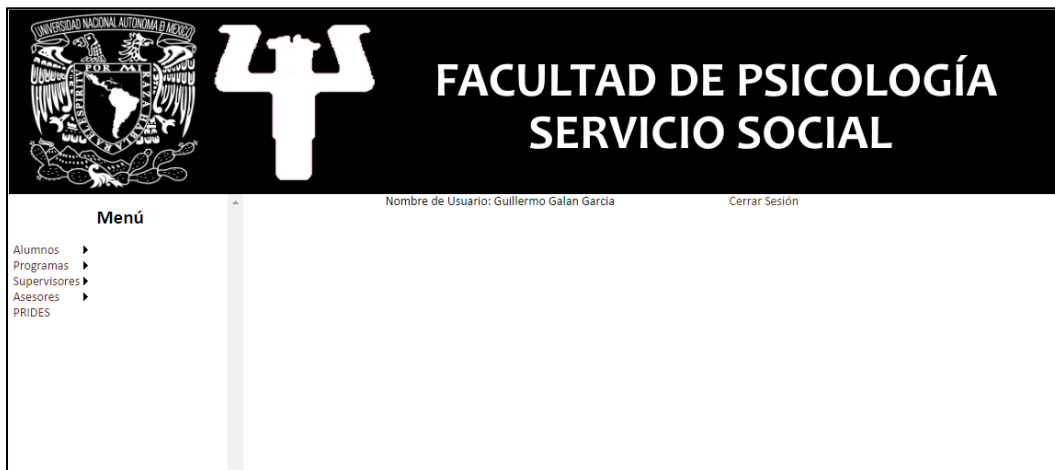 UNIVERSIDAD NACIONAL AUTONOMA D MEXICO
POR MI RAZA HABLARA EL ESPIRITU
FACULTAD DE PSICOLOGÍA
SERVICIO SOCIAL
Nombre de Usuario: Guillermo Galan Garcia
Cerrar Sesión
Menú
Alumnos
Programas
Supervisores
Asesores
PRIDES